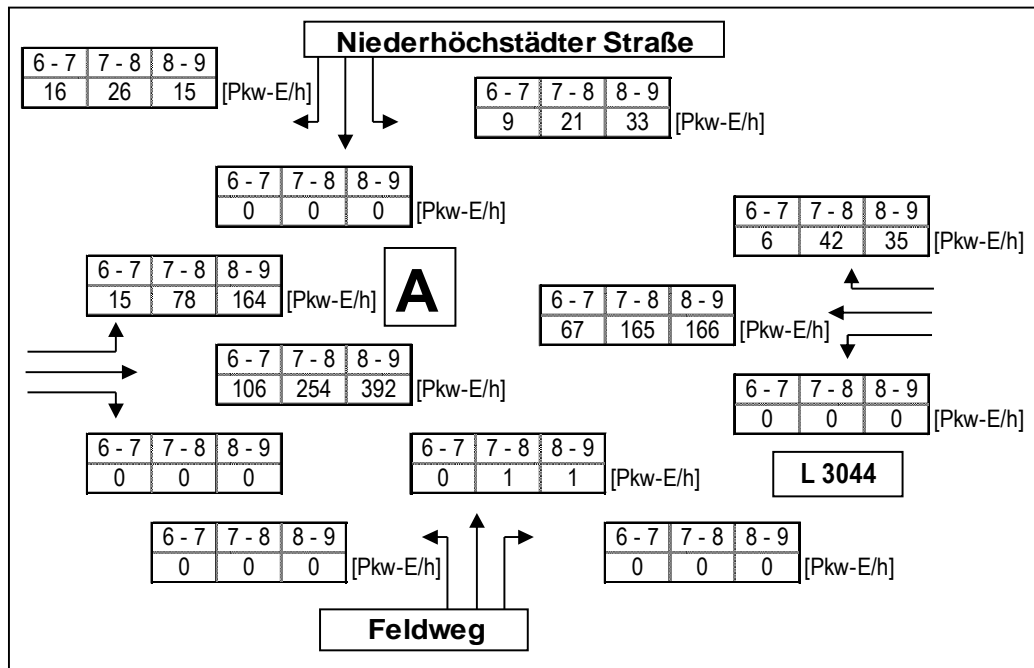 Niederhöchstädter Straße
6 - 7 7 - 8 8 - 9
16 26 15 [Pkw-E/h]
6 - 7 7 - 8 8 - 9
9 21 33 [Pkw-E/h]
6 - 7 7 - 8 8 - 9
0 0 0 [Pkw-E/h]
6 - 7 7 - 8 8 - 9
6 42 35 [Pkw-E/h]
6 - 7 7 - 8 8 - 9
15 78 164 [Pkw-E/h]
A
6 - 7 7 - 8 8 - 9
67 165 166 [Pkw-E/h]
6 - 7 7 - 8 8 - 9
106 254 392 [Pkw-E/h]
6 - 7 7 - 8 8 - 9
0 0 0 [Pkw-E/h]
6 - 7 7 - 8 8 - 9
0 0 0
6 - 7 7 - 8 8 - 9
0 1 1 [Pkw-E/h]
L 3044
6 - 7 7 - 8 8 - 9
0 0 0 [Pkw-E/h]
6 - 7 7 - 8 8 - 9
0 0 0 [Pkw-E/h]
Feldweg